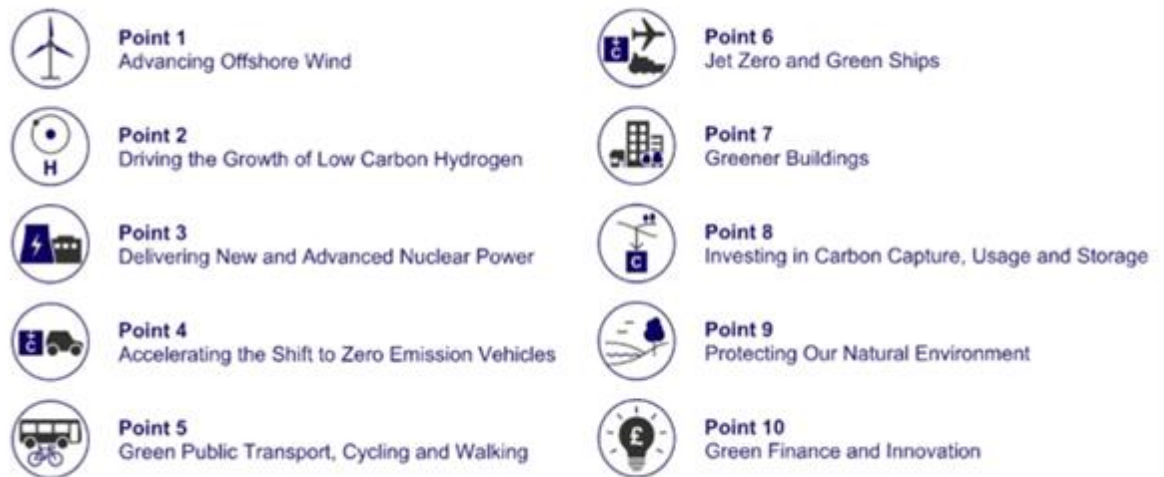 Point 1
Advancing Offshore Wind
H
Point 2
Driving the Growth of Low Carbon Hydrogen
Point 3
Delivering New and Advanced Nuclear Power
C
Point 4
Accelerating the Shift to Zero Emission Vehicles
Point 5
Green Public Transport, Cycling and Walking
C
Point 6
Jet Zero and Green Ships
Point 7
Greener Buildings
C
Point 8
Investing in Carbon Capture, Usage and Storage
Point 9
Protecting Our Natural Environment
£
Point 10
Green Finance and Innovation